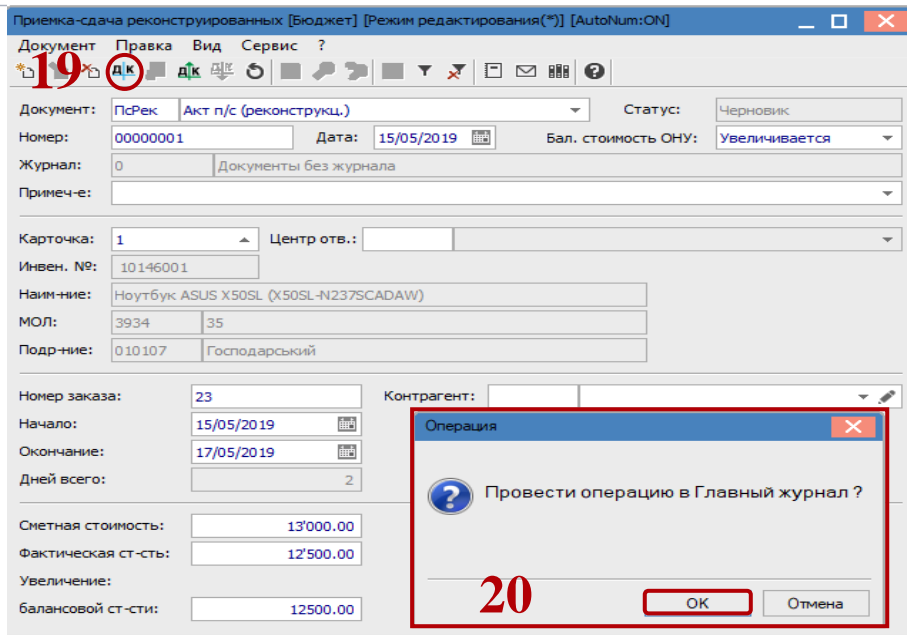 Приемка-сдача реконструированных [Бюджет] [Режим редактирования(*)] [AutoNum:ON]
Документ Правка Вид Сервис ?
19 Д|К ДК
Документ: ПсРек Акт п/с (реконструкц.) Статус: Черновик
Номер: 00000001 Дата: 15/05/2019 Бал. стоимость ОНУ: Увеличивается
Журнал: 0 Документы без журнала
Примеч-е:
Карточка: 1 Центр отв.:
Инвен. №: 10146001
Наим-ние: Ноутбук ASUS X50SL (X50SL-N237SCADAW)
МОЛ: 3934 35
Подр-ние: 010107 Господарський
Номер заказа: 23 Контрагент:
Начало: 15/05/2019
Окончание: 17/05/2019
Дней всего: 2
Сметная стоимость: 13'000.00
Фактическая ст-сть: 12'500.00
Увеличение:
балансовой ст-сти: 12500.00
Операция
Провести операцию в Главный журнал ?
20 OK Отмена